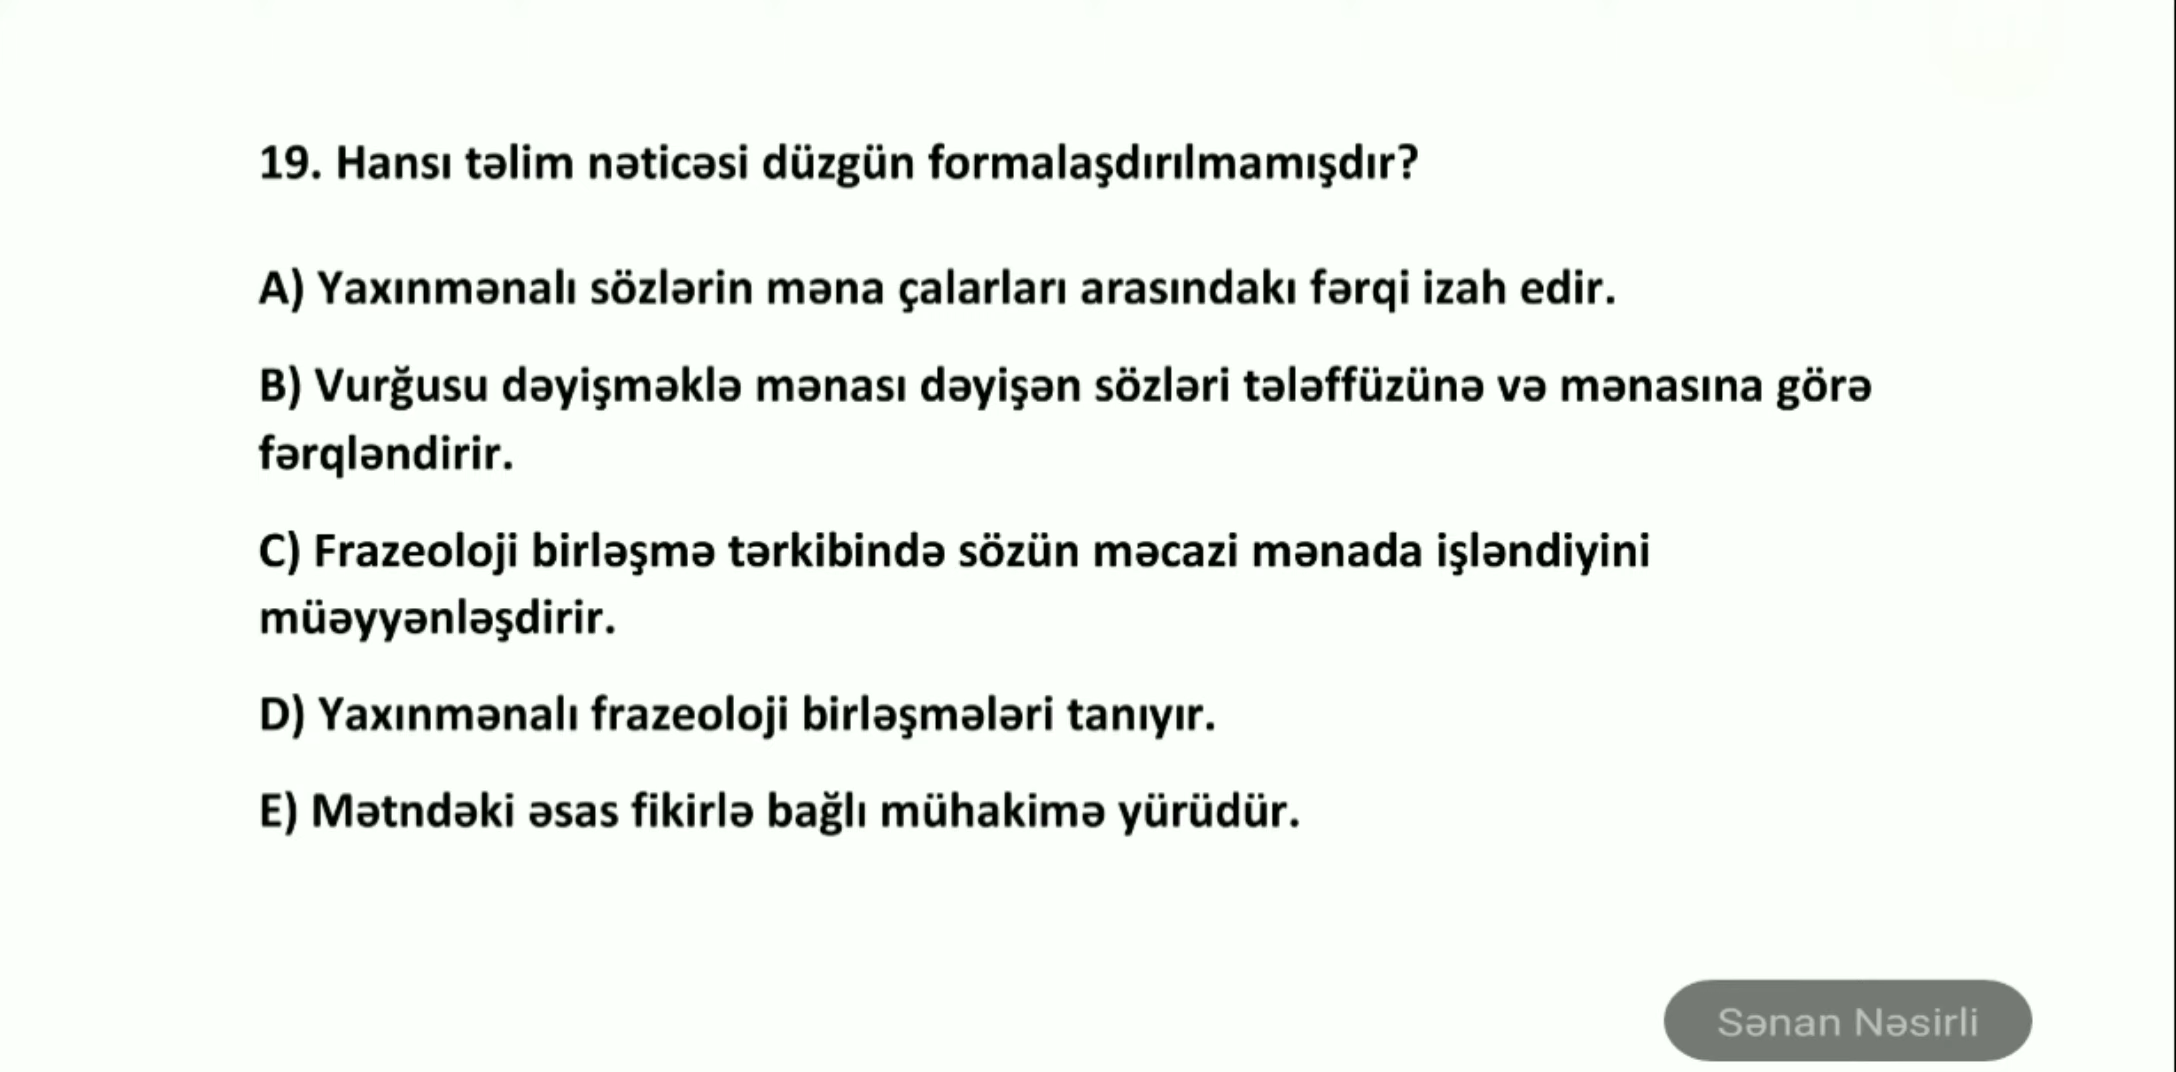 19. Hansı təlim nəticəsi düzgün formalaşdırılmamışdır?
A) Yaxınmənalı sözlərin məna çalarları arasındakı fərqi izah edir.
B) Vurğusu dəyişməklə mənası dəyişən sözləri tələffüzünə və mənasına görə
fərqləndirir.
C) Frazeoloji birləşmə tərkibində sözün məcazi mənada işləndiyini
müəyyənləşdirir.
D) Yaxınmənalı frazeoloji birləşmələri tanıyır.
E) Mətndəki əsas fikirlə bağlı mühakimə yürüdür.
Sənan Nəsirli